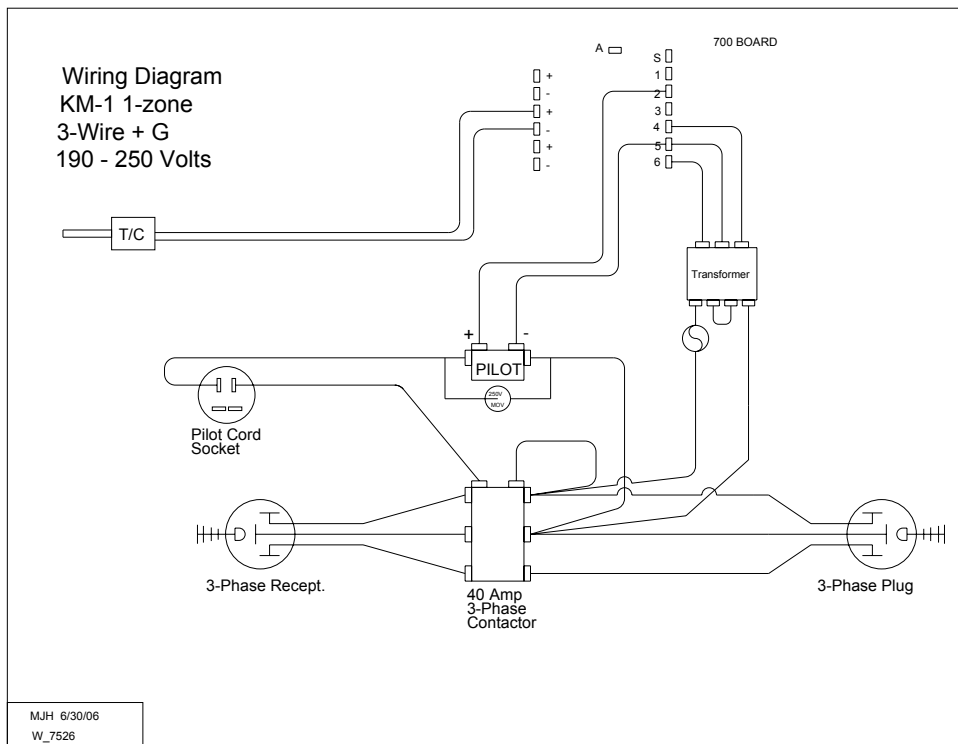 Wiring Diagram
KM-1 1-zone
3-Wire + G
190 - 250 Volts
700 BOARD
A
S
1
2
3
4
5
6
+
-
+
-
+
-
T/C
Transformer
+
-
PILOT
250V
MOV
Pilot Cord
Socket
3-Phase Recept.
40 Amp
3-Phase
Contactor
3-Phase Plug
MJH 6/30/06
W_7526